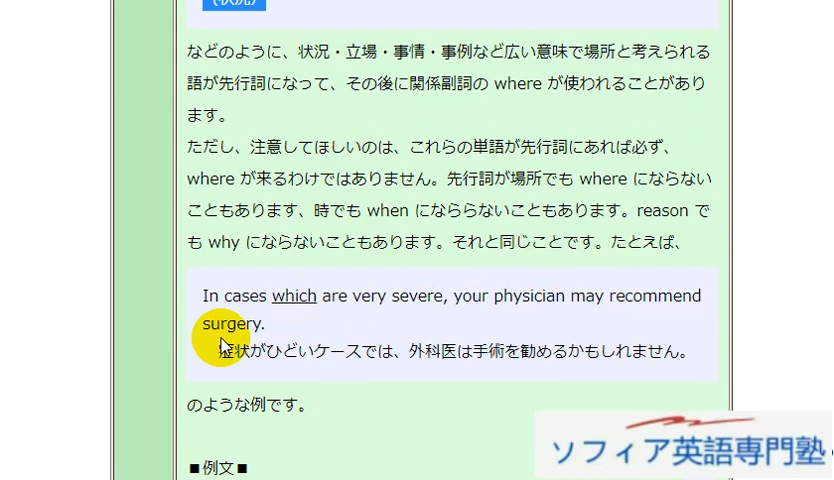 (状況)
などのように、状況・立場・事情・事例など広い意味で場所と考えられる
語が先行詞になって、その後に関係副詞の where が使われることがあり
ます。
ただし、注意してほしいのは、これらの単語が先行詞にあれば必ず、
where が来るわけではありません。先行詞が場所でも where にならない
こともあります、時でも when になららないこともあります。reason で
も why にならないこともあります。それと同じことです。たとえば、
In cases which are very severe, your physician may recommend
surgery.
症状がひどいケースでは、外科医は手術を勧めるかもしれません。
のような例です。
■例文■
ソフィア英語専門塾